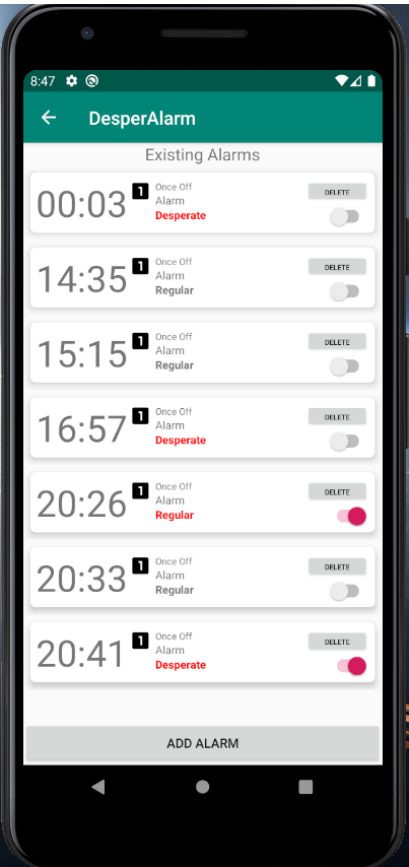 8:47
DesperAlarm
Existing Alarms
00:03 1 Once Off DELETE
Alarm
Desperate
14:35 1 Once Off DELETE
Alarm
Regular
15:15 1 Once Off DELETE
Alarm
Regular
16:57 1 Once Off DELETE
Alarm
Desperate
20:26 1 Once Off DELETE
Alarm
Regular
20:33 1 Once Off DELETE
Alarm
Regular
20:41 1 Once Off DELETE
Alarm
Desperate
ADD ALARM